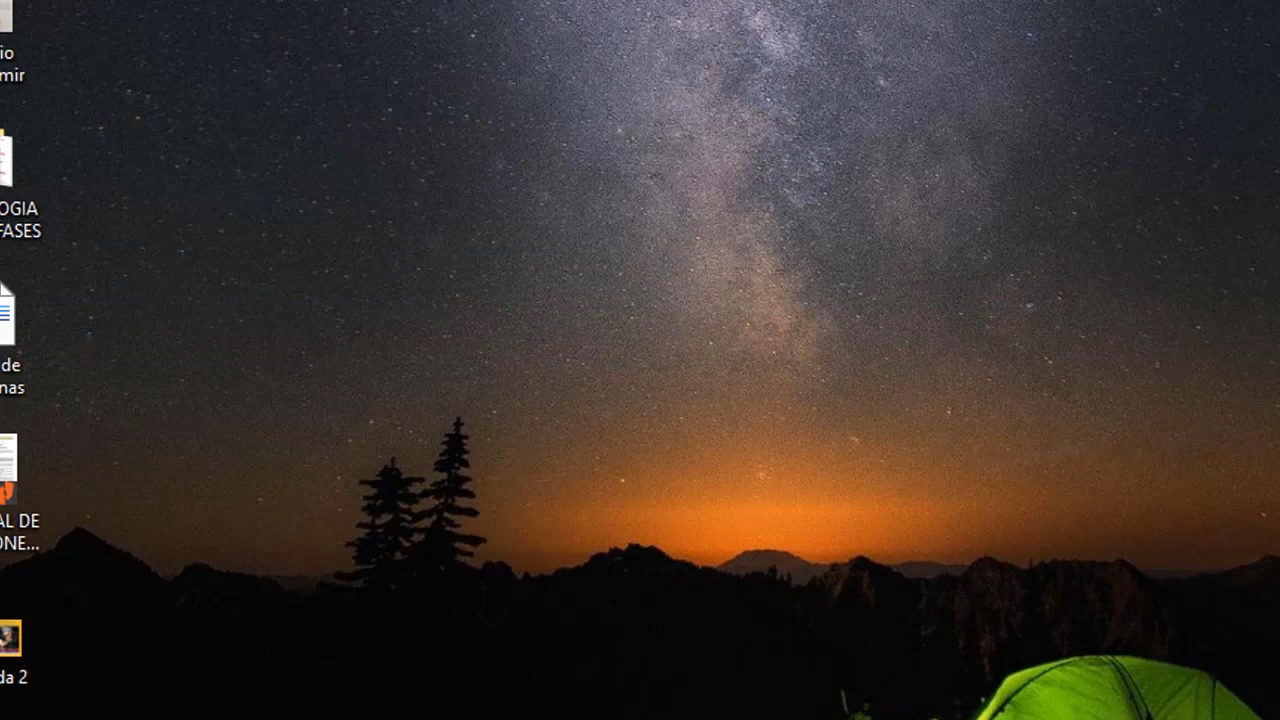 io
mir
OGIA
FASES
de
nas
AL DE
ONE...
da 2